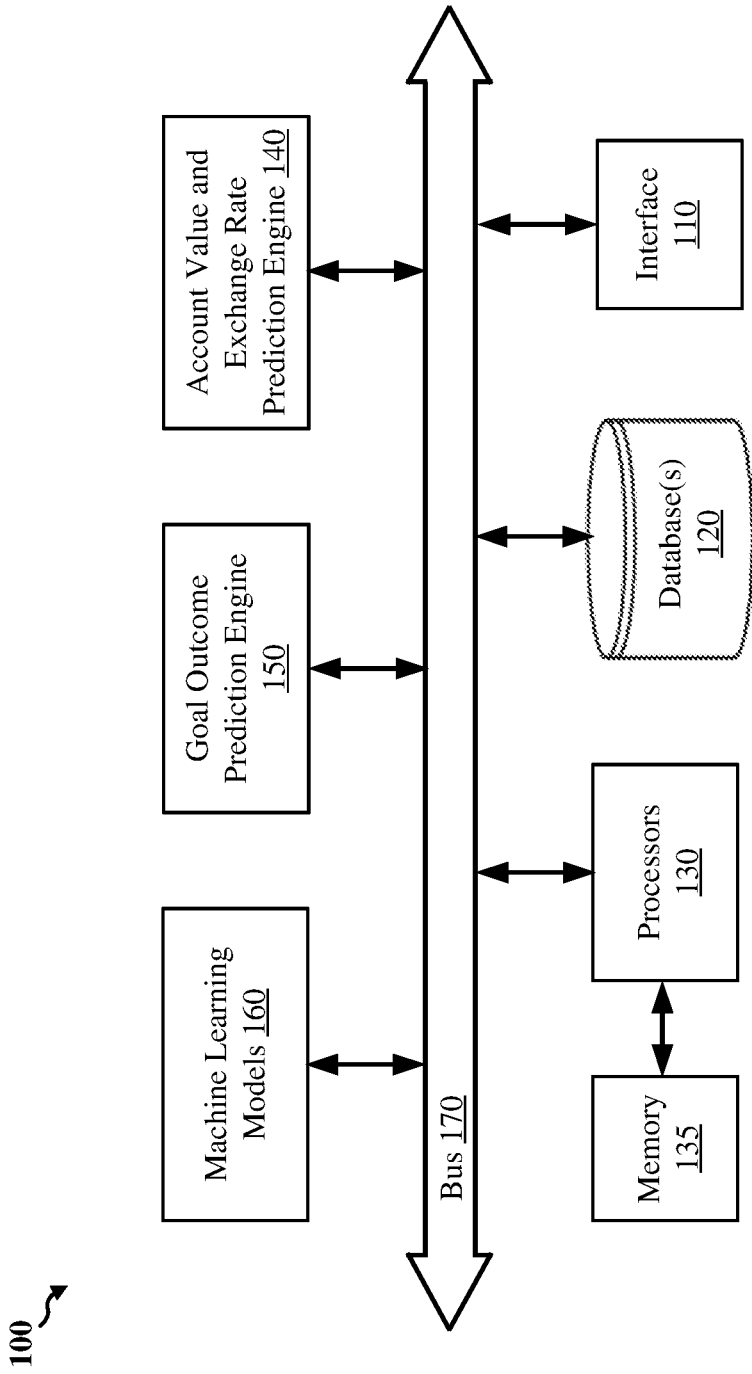 100
Machine Learning
Models 160
Goal Outcome
Prediction Engine
150
Account Value and
Exchange Rate
Prediction Engine 140
Bus 170
Memory
135
Processors
130
Database(s)
120
Interface
110